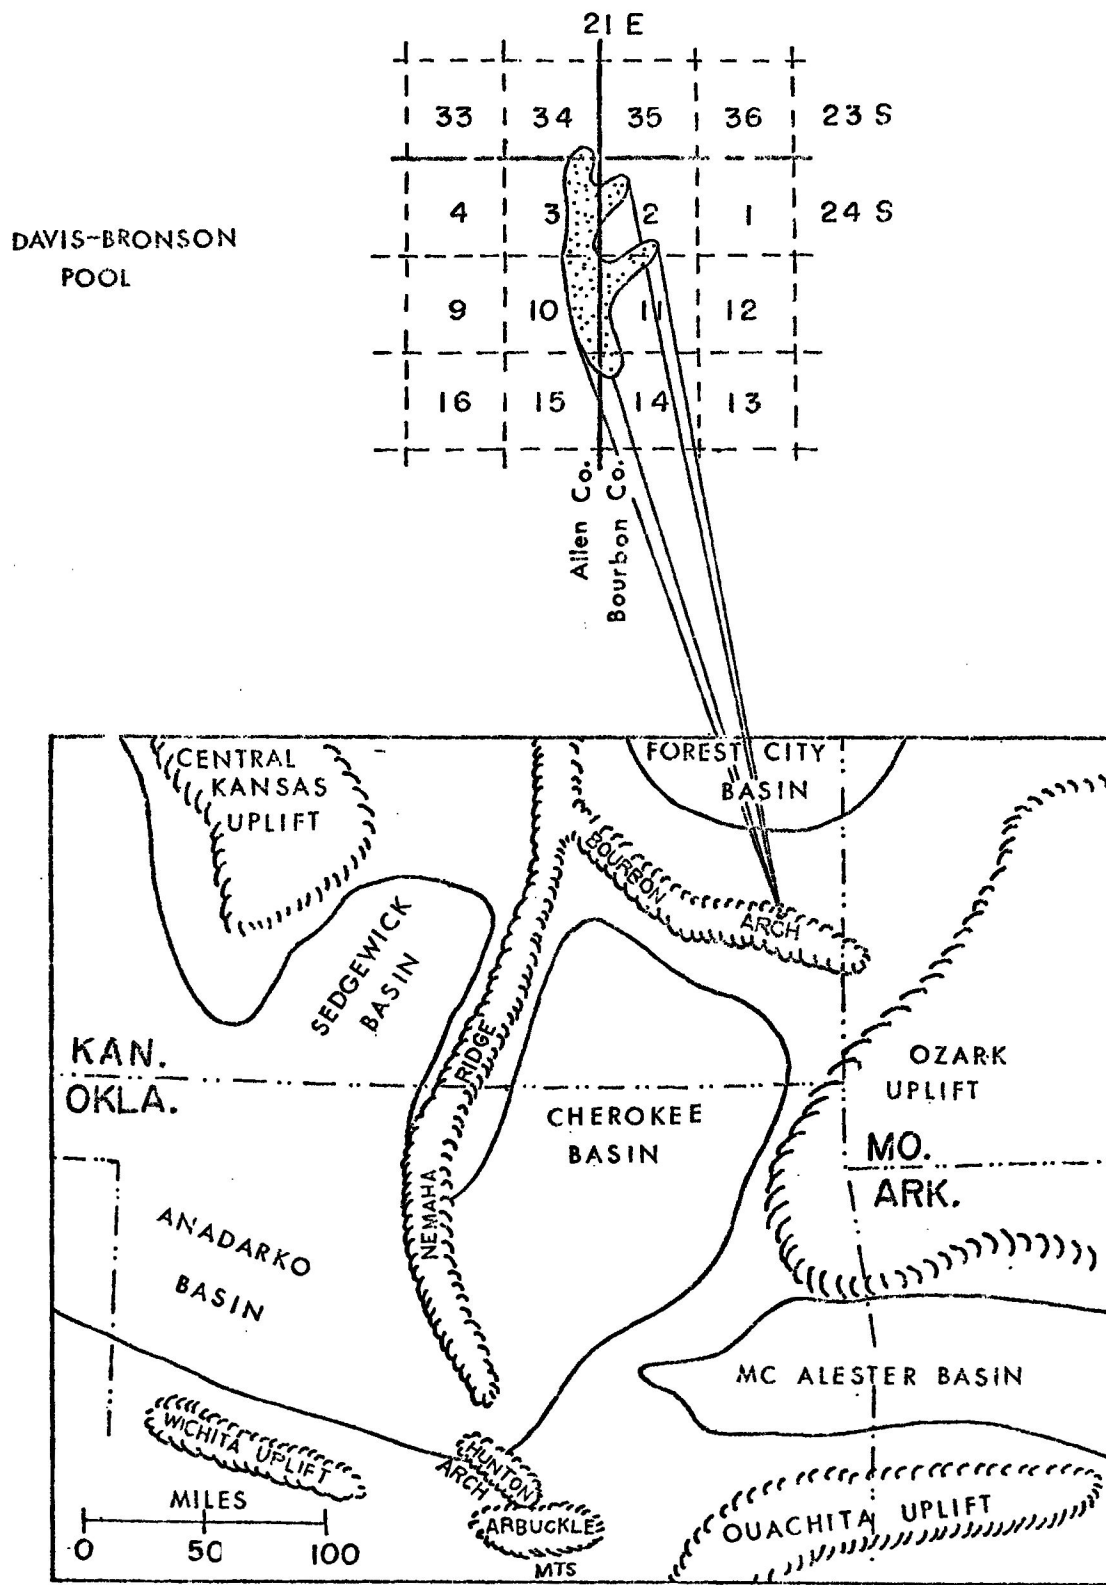 21 E
33 34 35 36 23 S
4 3 2 1 24 S
DAVIS-BRONSON
POOL
9 10 11 12
16 15 14 13
Allen Co.
Bourbon Co.
CENTRAL
KANSAS
UPLIFT
FOREST CITY
BASIN
BOURBON
ARCH
SEDGEWICK
BASIN
KAN.
OKLA.
NEMAHA RIDGE
CHEROKEE
BASIN
OZARK
UPLIFT
MO.
ARK.
ANADARKO
BASIN
MC ALESTER BASIN
WICHITA UPLIFT
HUNTON
ARCH
ARBUCKLE
MTS
OUACHITA UPLIFT
MILES
0 50 100